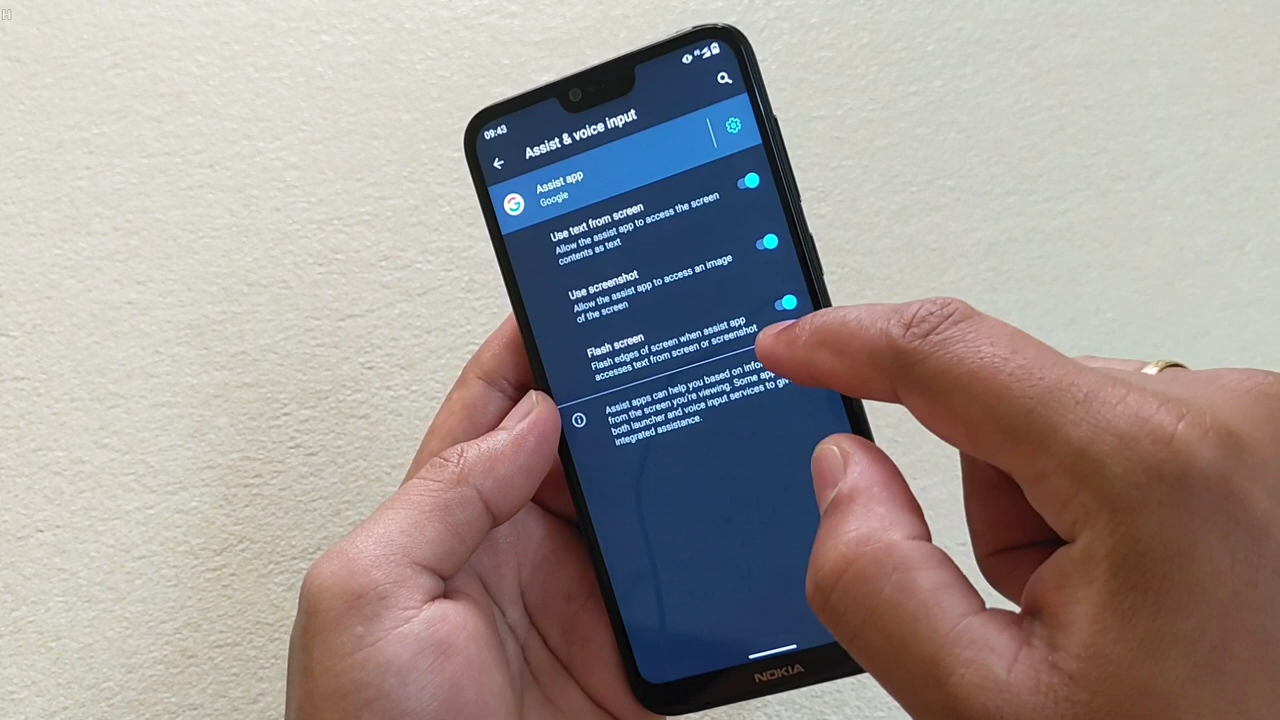 H
09:43
Assist & voice input
Assist app
Google
Use text from screen
Allow the assist app to access the screen
contents as text
Use screenshot
Allow the assist app to access an image
of the screen
Flash screen
Flash edges of screen when assist app
accesses text from screen or screenshot
Assist apps can help you based on
from the screen you're viewing. Some
both launcher and voice input services to
integrated assistance.
NOKIA